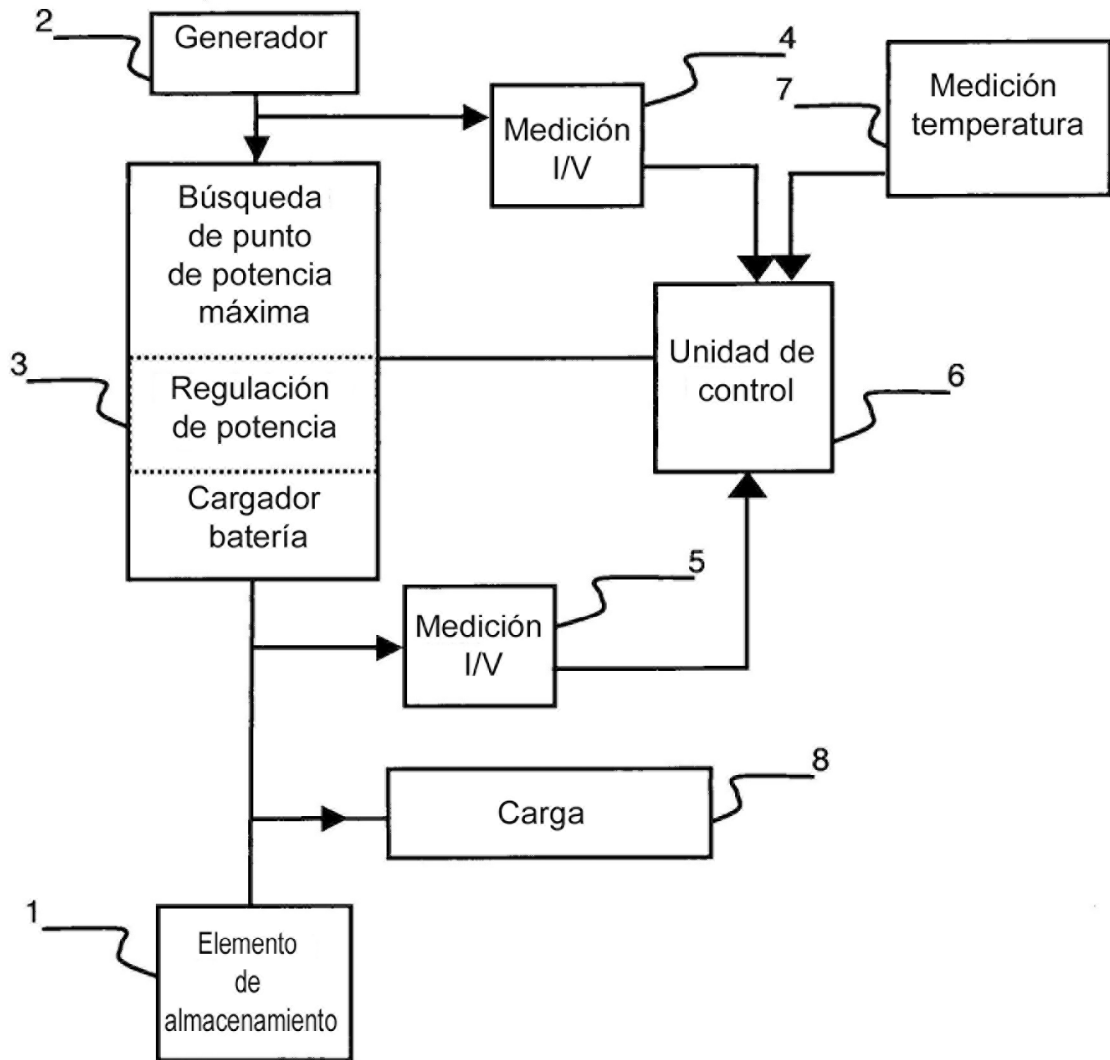 2
Generador
4
Medición
I/V
7
Medición
temperatura
Búsqueda
de punto
de potencia
máxima
3
Regulación
de potencia
Cargador
batería
Unidad de
control
6
5
Medición
I/V
8
Carga
1
Elemento
de
almacenamiento